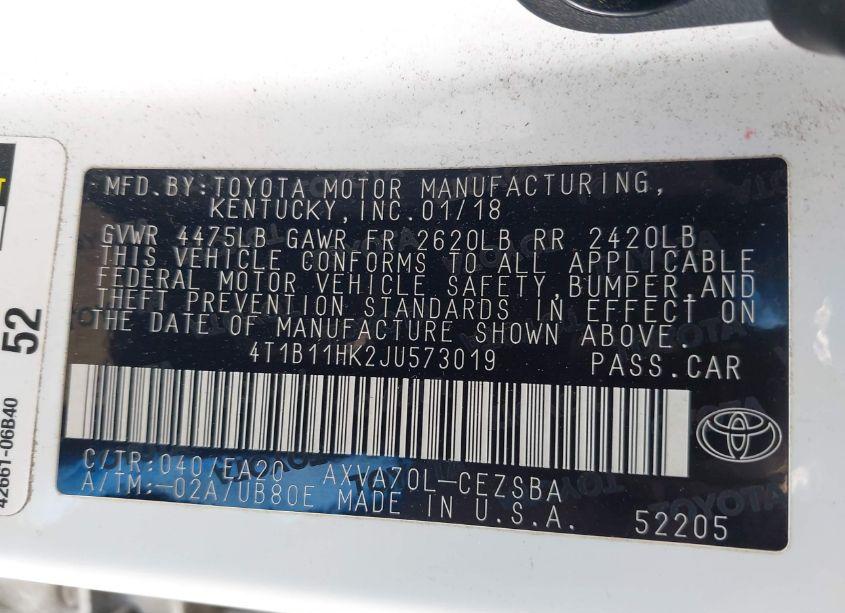 MFD.BY:TOYOTA MOTOR MANUFACTURING,
KENTUCKY,INC.01/18
GVWR 4475LB GAWR FR 2620LB RR 2420LB
THIS VEHICLE CONFORMS TO ALL APPLICABLE
FEDERAL MOTOR VEHICLE SAFETY,BUMPER,AND
THEFT PREVENTION STANDARDS IN EFFECT ON
THE DATE OF MANUFACTURE SHOWN ABOVE.
4T1B11HK2JU573019 PASS.CAR
C/TR:040/EA20 AXVA70L-CEZSBA
A/TM:-02A/UB80E MADE IN U.S.A. 52205
52
42661-06B40